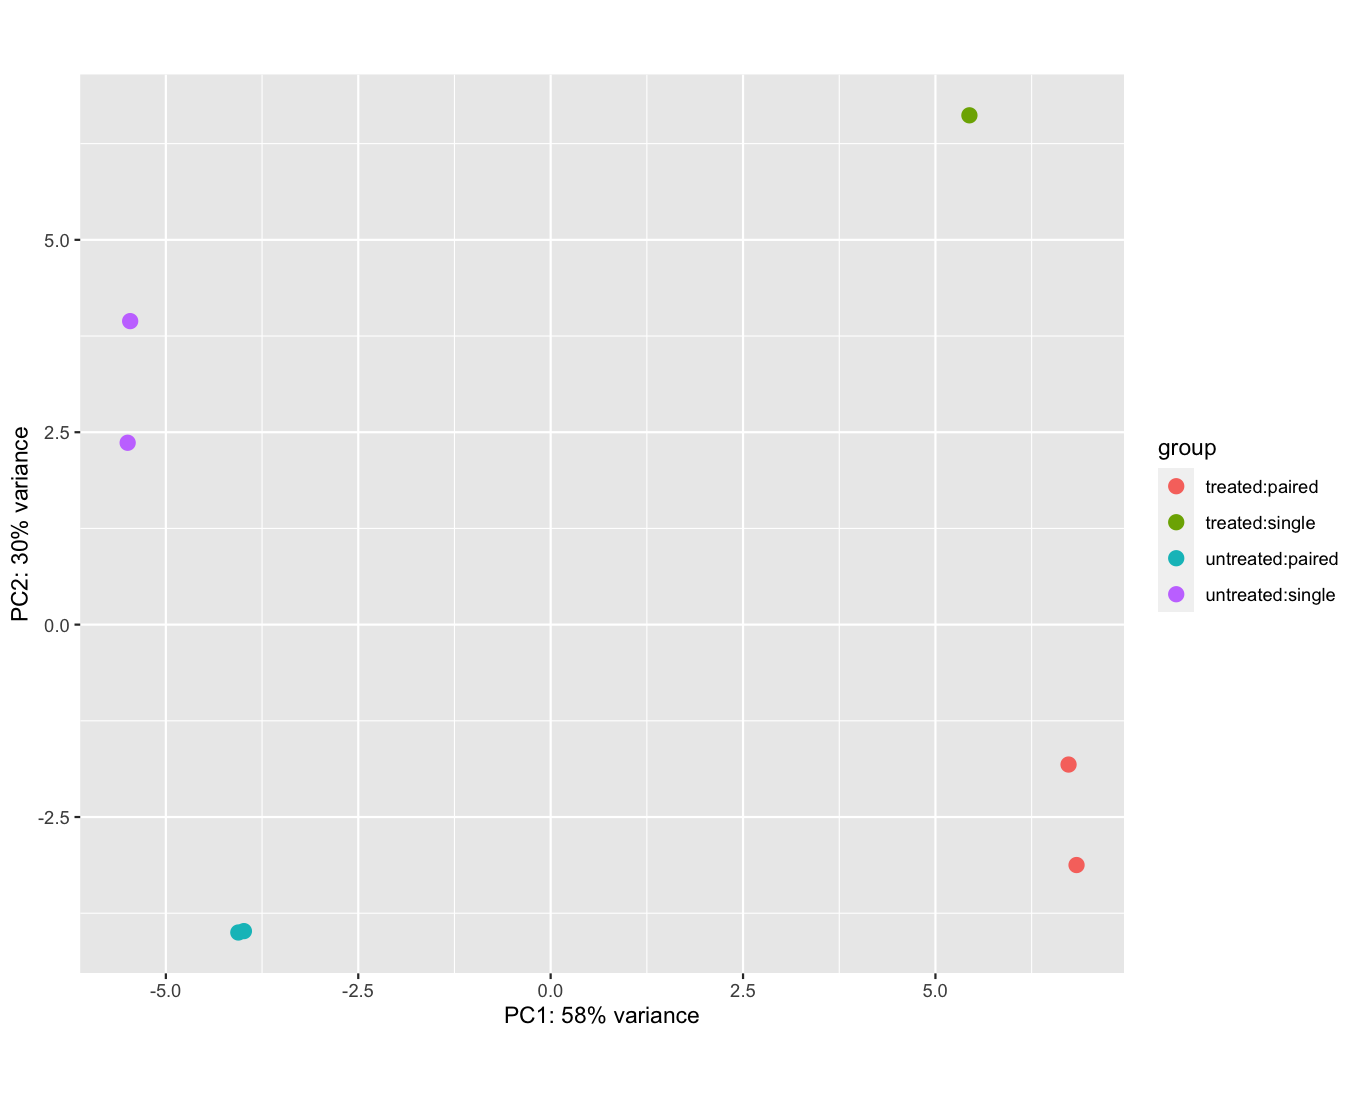 5.0
2.5
0.0
-2.5
PC2: 30% variance
-5.0
-2.5
0.0
2.5
5.0
PC1: 58% variance
group
treated:paired
treated:single
untreated:paired
untreated:single